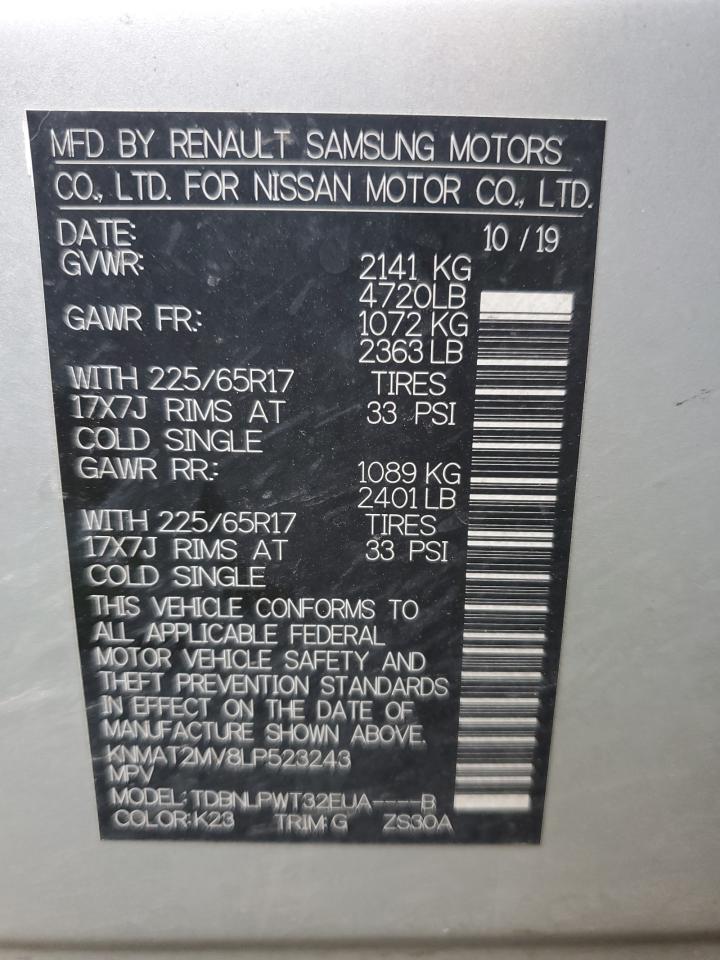 MFD BY RENAULT SAMSUNG MOTORS
CO., LTD. FOR NISSAN MOTOR CO., LTD.
DATE: 10 / 19
GVWR: 2141 KG
4720LB
GAWR FR.: 1072 KG
2363 LB
WITH 225/65R17 TIRES
17X7J RIMS AT 33 PSI
COLD SINGLE
GAWR RR.: 1089 KG
2401 LB
WITH 225/65R17 TIRES
17X7J RIMS AT 33 PSI
COLD SINGLE
THIS VEHICLE CONFORMS TO
ALL APPLICABLE FEDERAL
MOTOR VEHICLE SAFETY AND
THEFT PREVENTION STANDARDS
IN EFFECT ON THE DATE OF
MANUFACTURE SHOWN ABOVE.
KNMAT2MV8LP523243
MPV
MODEL: TDBNLPWT32EUA----B
COLOR: K23 TRIM: G ZS30A